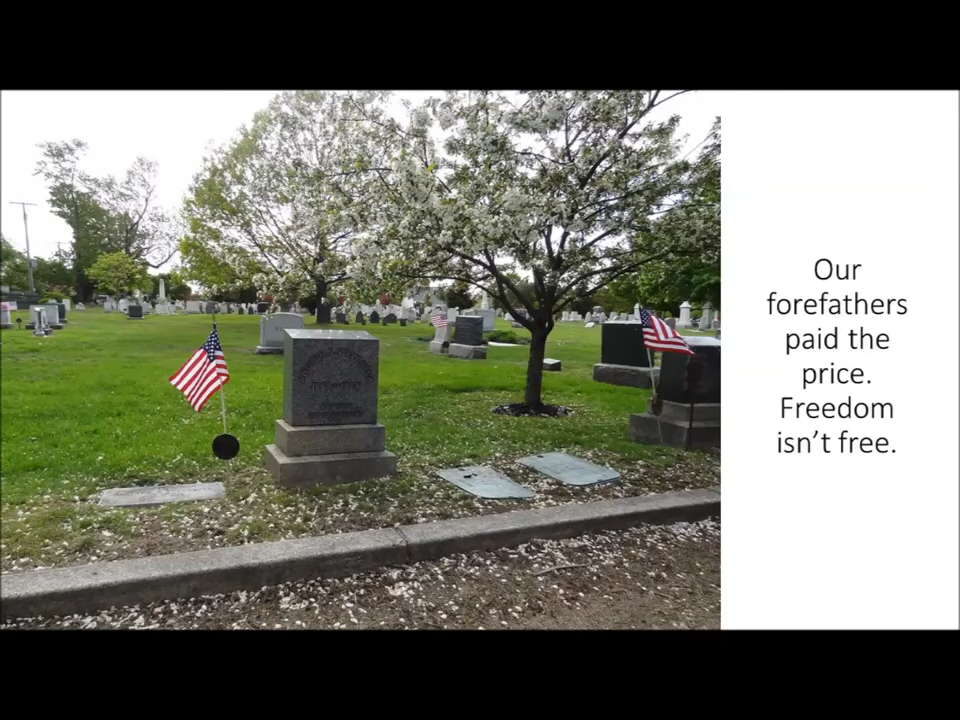 Our
forefathers
paid the
price.
Freedom
isn’t free.